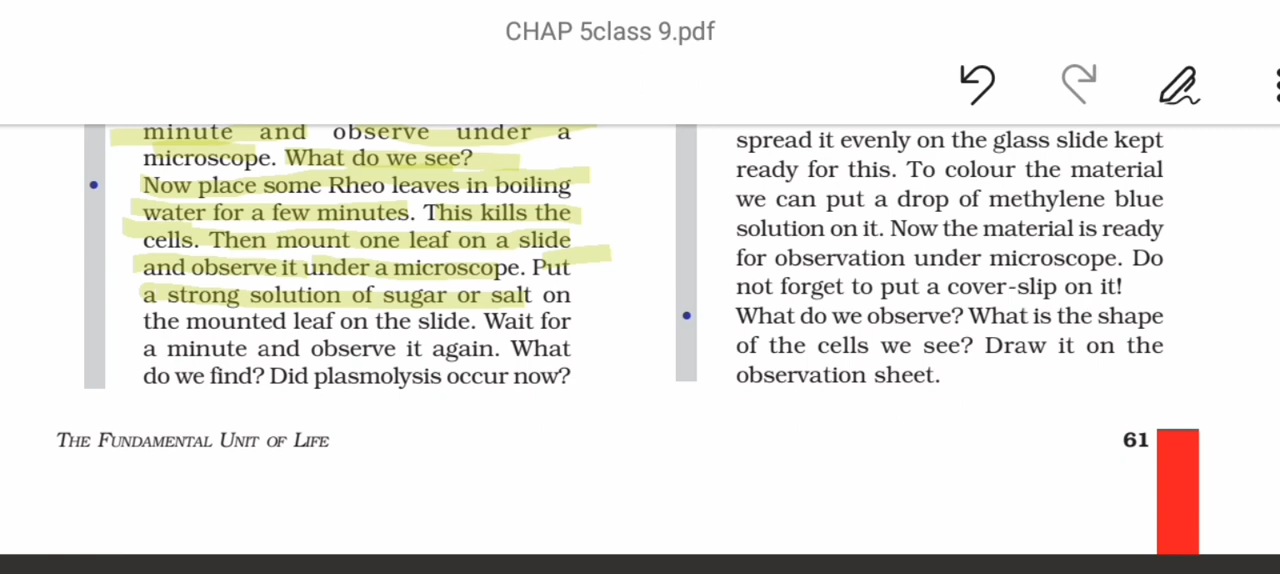 CHAP 5class 9.pdf
minute and observe under a
microscope. What do we see?
• Now place some Rheo leaves in boiling
water for a few minutes. This kills the
cells. Then mount one leaf on a slide
and observe it under a microscope. Put
a strong solution of sugar or salt on
the mounted leaf on the slide. Wait for
a minute and observe it again. What
do we find? Did plasmolysis occur now?
spread it evenly on the glass slide kept
ready for this. To colour the material
we can put a drop of methylene blue
solution on it. Now the material is ready
for observation under microscope. Do
not forget to put a cover-slip on it!
• What do we observe? What is the shape
of the cells we see? Draw it on the
observation sheet.
THE FUNDAMENTAL UNIT OF LIFE
61